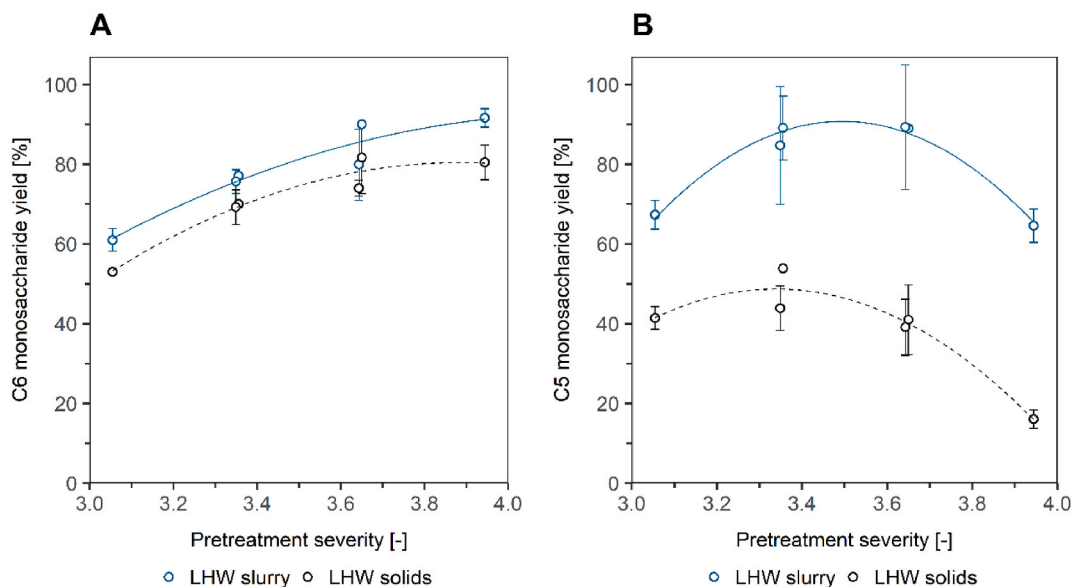 A
C6 monosaccharide yield [%]
100
80
60
40
20
0
3.0 3.2 3.4 3.6 3.8 4.0
Pretreatment severity [-]
LHW slurry LHW solids
B
C5 monosaccharide yield [%]
100
80
60
40
20
0
3.0 3.2 3.4 3.6 3.8 4.0
Pretreatment severity [-]
LHW slurry LHW solids